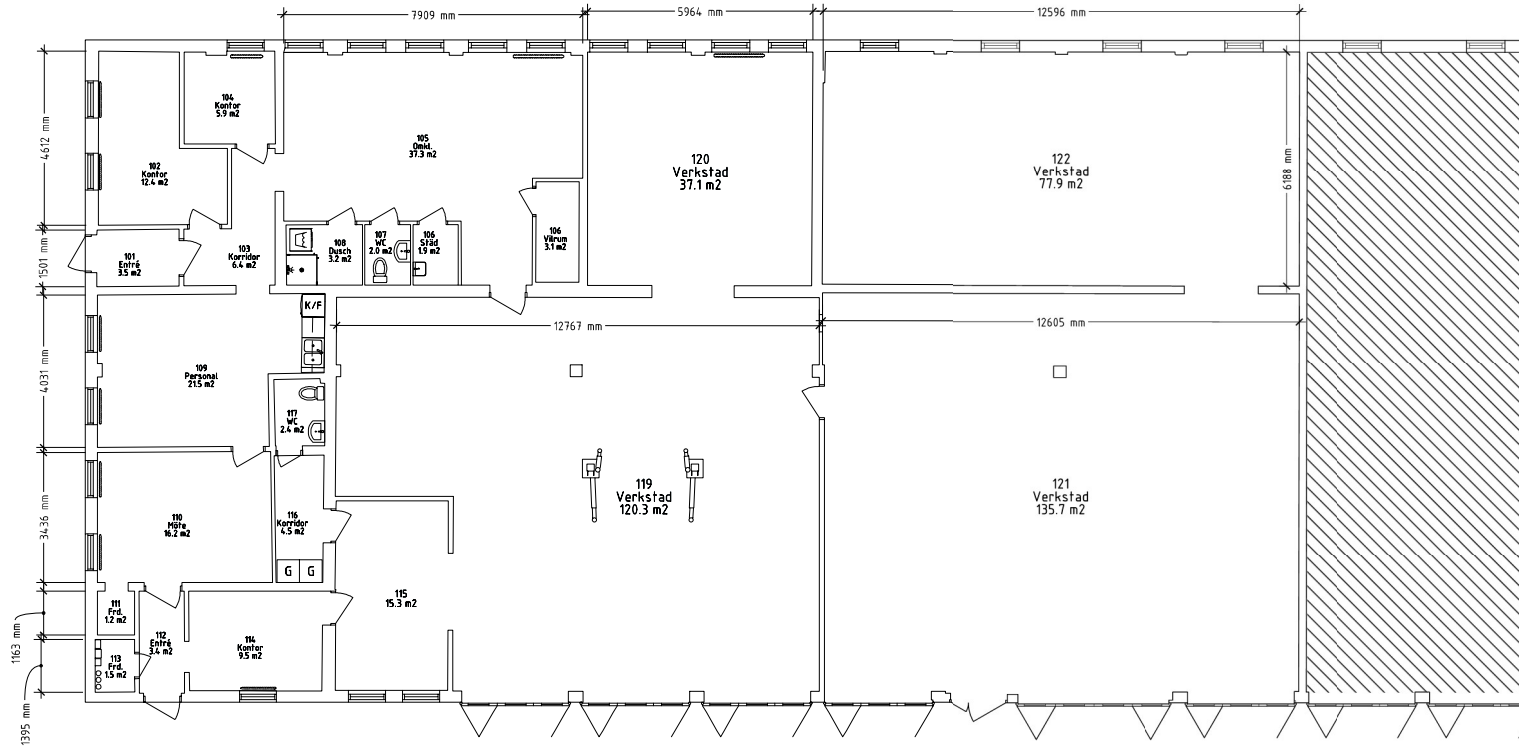 7909 mm
5964 mm
12596 mm
4612 mm
104
Kontor
5.9 m2
105
Omkl.
37.3 m2
102
Kontor
12.4 m2
120
Verkstad
37.1 m2
122
Verkstad
77.9 m2
6188 mm
1501 mm
101
Entré
3.5 m2
103
Korridor
6.4 m2
108
Dusch
3.2 m2
107
WC
2.0 m2
106
Städ
1.9 m2
106
Vilrum
3.1 m2
K/F
12767 mm
12605 mm
4031 mm
109
Personal
21.5 m2
117
WC
2.4 m2
3436 mm
110
Möte
16.2 m2
116
Korridor
4.5 m2
G G
119
Verkstad
120.3 m2
121
Verkstad
135.7 m2
115
15.3 m2
1163 mm
111
Frd.
1.2 m2
112
Entré
3.4 m2
114
Kontor
9.5 m2
113
Frd.
1.5 m2
1395 mm